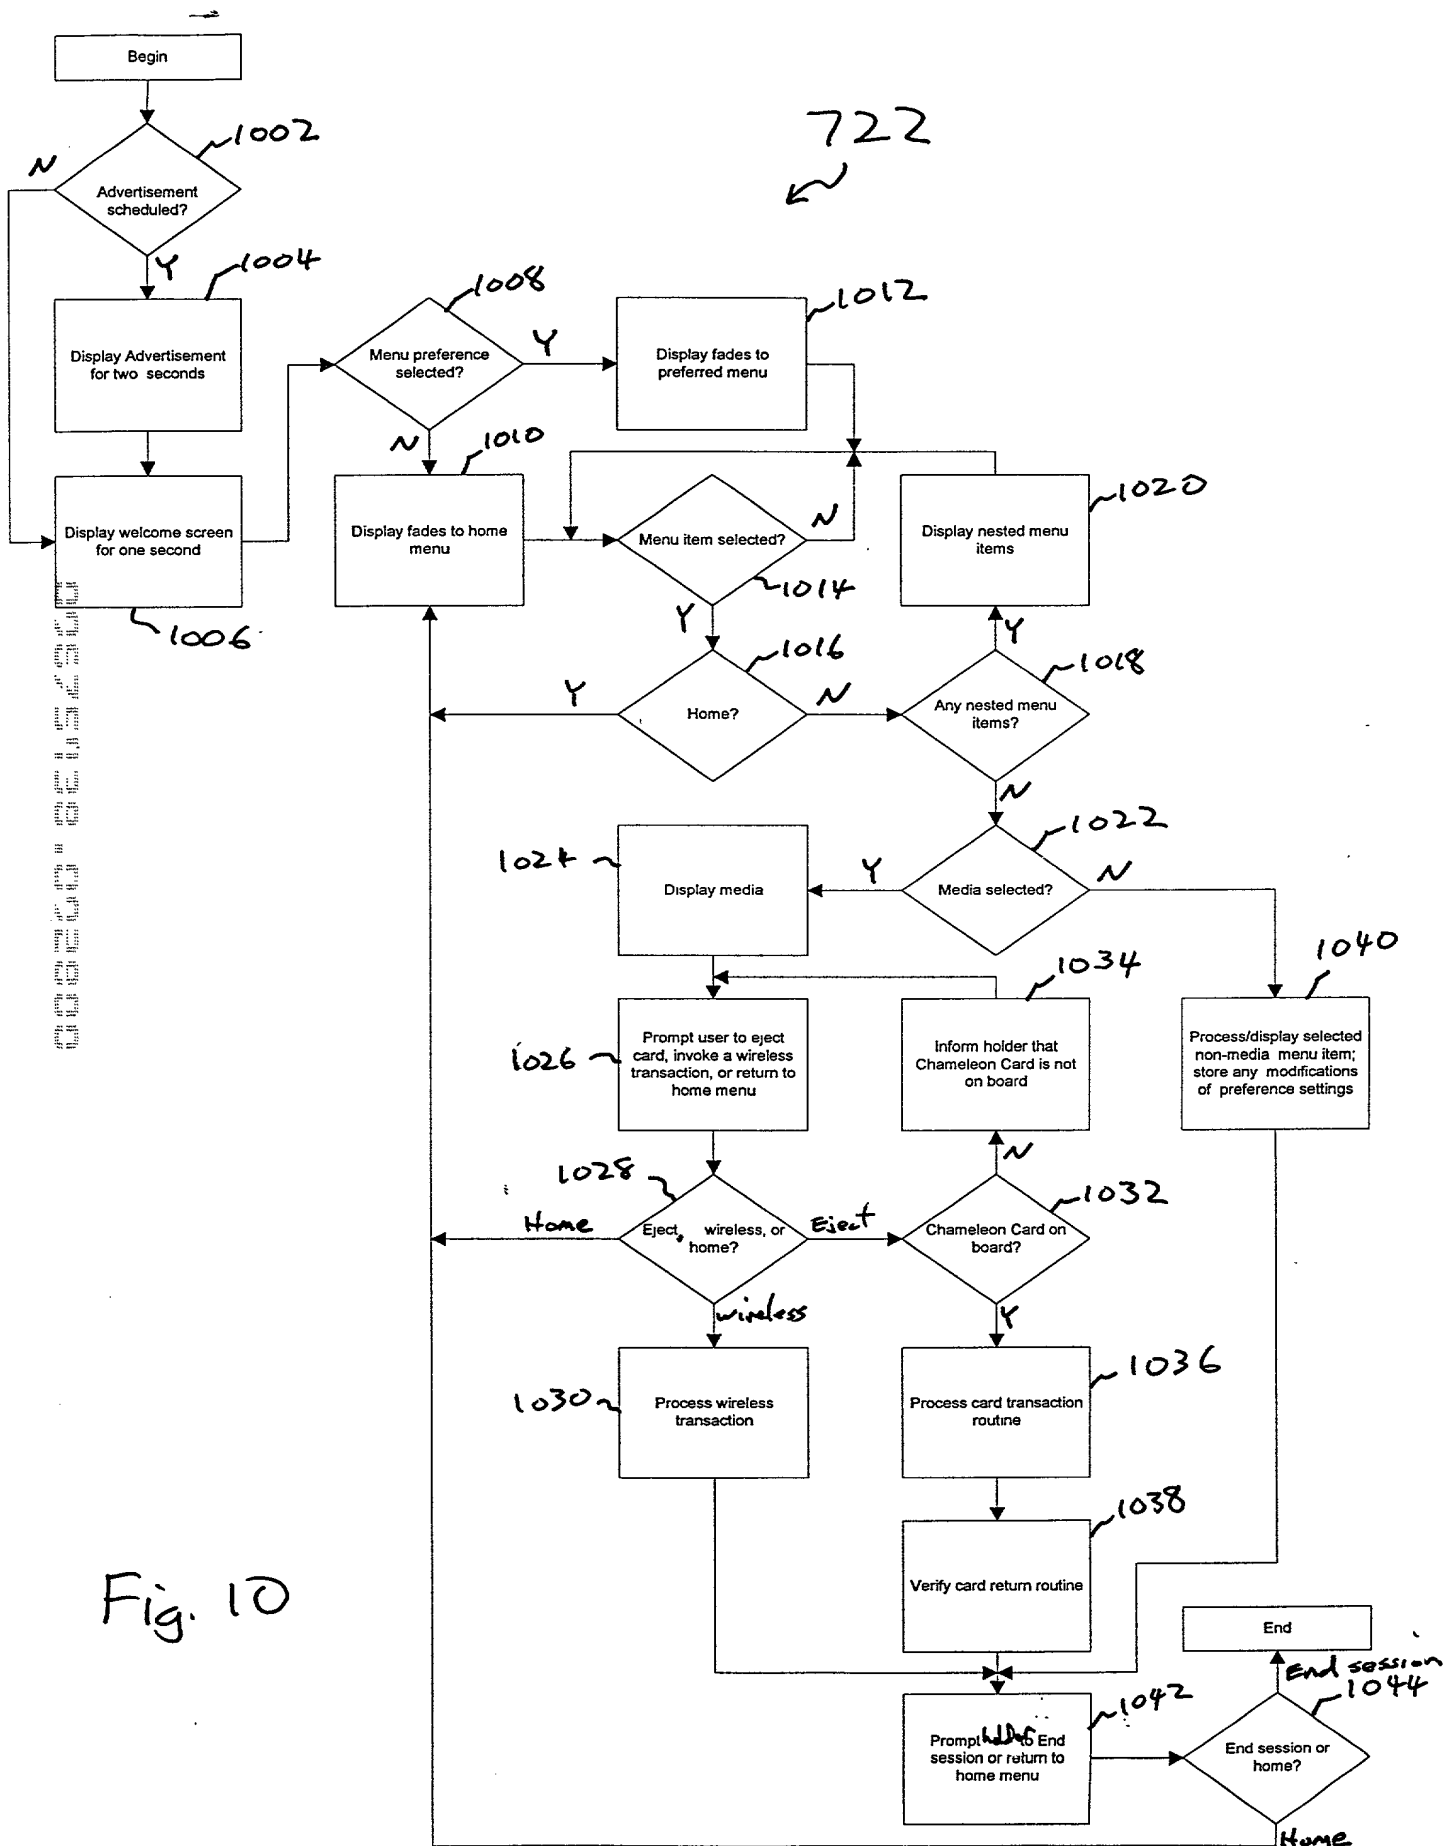 Begin
1002
N
Advertisement
scheduled?
Y
722
1004
Display Advertisement
for two seconds
1008
Menu preference
selected?
Y
N
1012
Display fades to
preferred menu
Display welcome screen
for one second
1006
1010
Display fades to home
menu
Menu item selected?
N
1014
Y
1020
Display nested menu
items
Y
1016
Home?
Y
N
1018
Any nested menu
items?
N
1022
Media selected?
Y
N
1024
Display media
1034
Inform holder that
Chameleon Card is not
on board
1040
Process/display selected
non-media menu item;
store any modifications
of preference settings
1026
Prompt user to eject
card, invoke a wireless
transaction, or return to
home menu
N
1028
Eject, wireless, or
home?
Home
Eject
wireless
1032
Chameleon Card on
board?
Y
1030
Process wireless
transaction
1036
Process card transaction
routine
1038
Verify card return routine
Fig. 10
End
End session
1044
1042
Prompt holder to End
session or return to
home menu
End session or
home?
Home